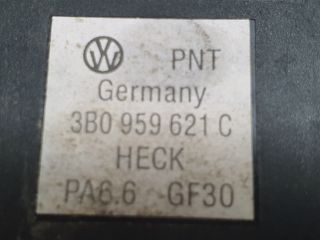 PNT
Germany
3B0 959 621 C
HECK
PA6.6 GF30